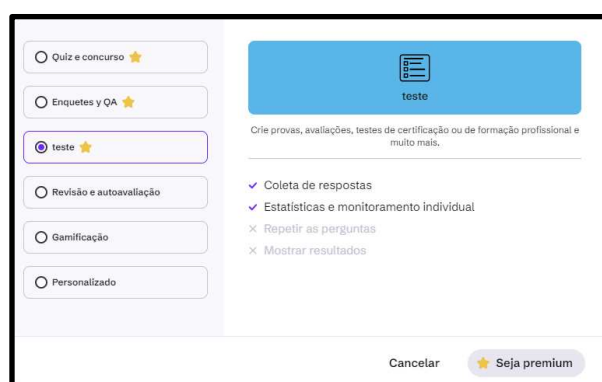 Quiz e concurso
Enquetes y QA
teste
Revisão e autoavaliação
Gamificação
Personalizado
teste
Crie provas, avaliações, testes de certificação ou de formação profissional e
muito mais.
Coleta de respostas
Estatísticas e monitoramento individual
Repetir as perguntas
Mostrar resultados
Cancelar
Seja premium